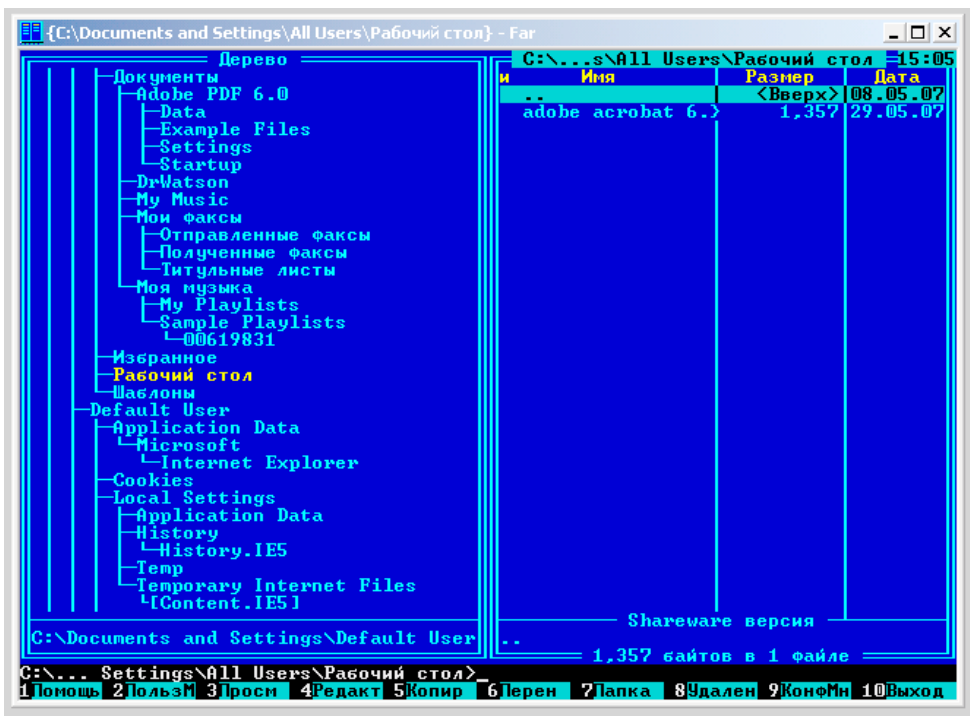 {C:\Documents and Settings\All Users\Рабочий стол} - Far
Дерево
Документы
Adobe PDF 6.0
Data
Example Files
Settings
Startup
DrWatson
My Music
Мои факсы
Отправленные факсы
Полученные факсы
Титульные листы
Моя музыка
My Playlists
Sample Playlists
00619831
Избранное
Рабочий стол
Шаблоны
Default User
Application Data
Microsoft
Internet Explorer
Cookies
Local Settings
Application Data
History
History.IE5
Temp
Temporary Internet Files
[Content.IE5]
C:\Documents and Settings\Default User
C:\...s\All Users\Рабочий стол 15:05
и Имя Размер Дата
.. <Вверх> 08.05.07
adobe acrobat 6.} 1,357 29.05.07
Shareware версия
..
1,357 байтов в 1 файле
C:\... Settings\All Users\Рабочий стол>_
1Помощь 2ПользМ 3Просм 4Редакт 5Копир 6Перен 7Папка 8Удален 9КонфМн 10Выход